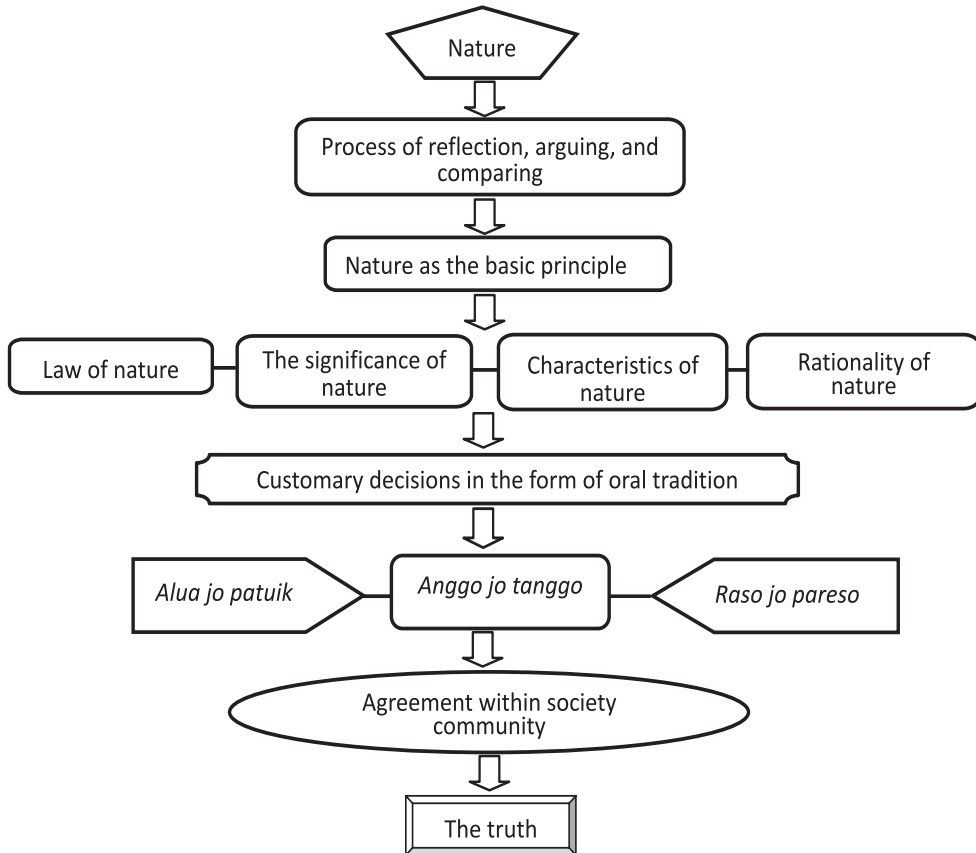 Nature
Process of reflection, arguing, and
comparing
Nature as the basic principle
Law of nature
The significance of
nature
Characteristics of
nature
Rationality of
nature
Customary decisions in the form of oral tradition
Alua jo patuik
Anggo jo tanggo
Raso jo pareso
Agreement within society
community
The truth